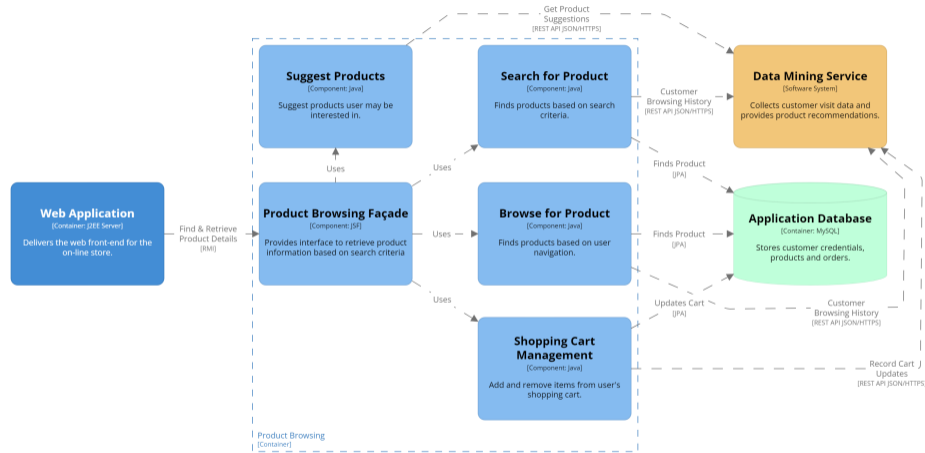 Get Product
Suggestions
[REST API JSON/HTTPS]
Suggest Products
[Component: Java]
Suggest products user may be
interested in.
Search for Product
[Component: Java]
Finds products based on search
criteria.
Data Mining Service
[Software System]
Collects customer visit data and
provides product recommendations.
Customer
Browsing History
[REST API JSON/HTTPS]
Uses
Uses
Finds Product
[JPA]
Web Application
[Container: J2EE Server]
Delivers the web front-end for the
on-line store.
Find & Retrieve
Product Details
[RMI]
Product Browsing Façade
[Component: JSF]
Provides interface to retrieve product
information based on search criteria
Uses
Browse for Product
[Component: Java]
Finds products based on user
navigation.
Finds Product
[JPA]
Application Database
[Container: MySQL]
Stores customer credentials,
products and orders.
Uses
Updates Cart
[JPA]
Customer
Browsing History
[REST API JSON/HTTPS]
Shopping Cart
Management
[Component: Java]
Add and remove items from user's
shopping cart.
Record Cart
Updates
[REST API JSON/HTTPS
Product Browsing
[Container]